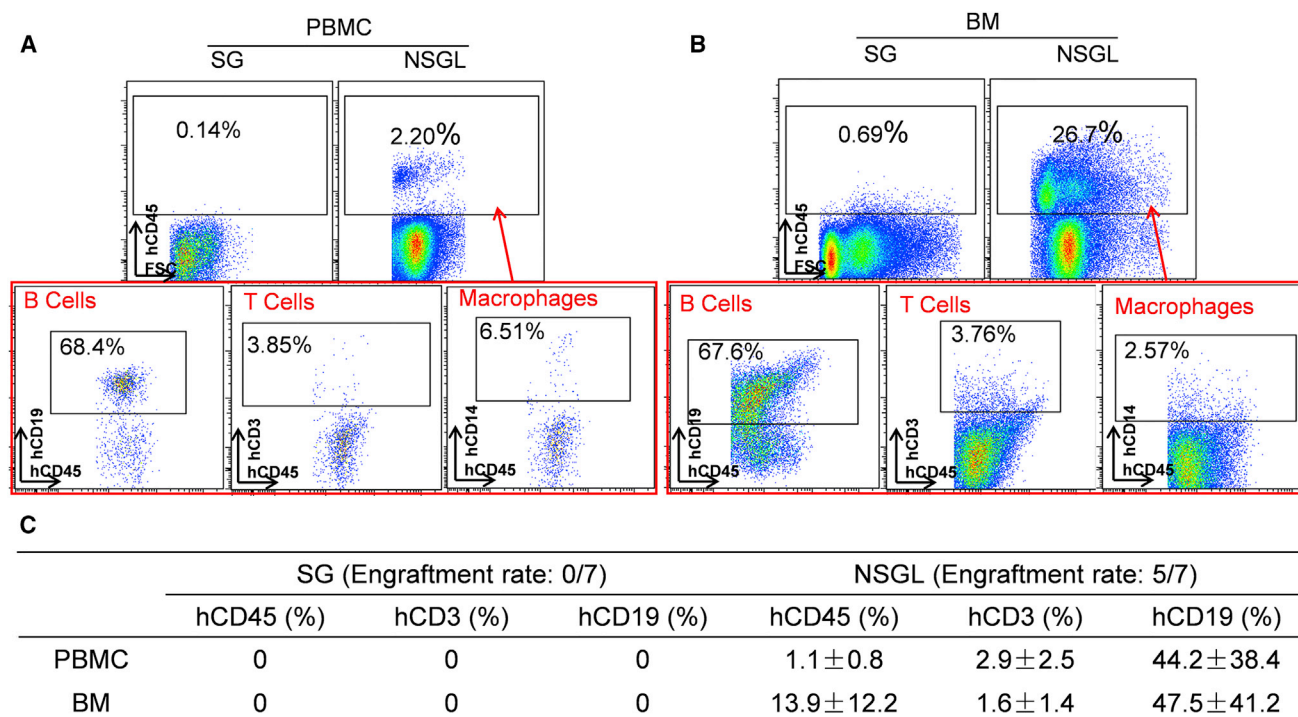 A
PBMC
SG NSGL
0.14% 2.20%
hCD45
FSC
B Cells T Cells Macrophages
68.4% 3.85% 6.51%
hCD19 hCD3 hCD14
hCD45 hCD45 hCD45
B
BM
SG NSGL
0.69% 26.7%
hCD45
FSC
B Cells T Cells Macrophages
67.6% 3.76% 2.57%
hCD19 hCD3 hCD14
hCD45 hCD45 hCD45
C
SG (Engraftment rate: 0/7) NSGL (Engraftment rate: 5/7)
hCD45 (%) hCD3 (%) hCD19 (%) hCD45 (%) hCD3 (%) hCD19 (%)
PBMC 0 0 0 1.1±0.8 2.9±2.5 44.2±38.4
BM 0 0 0 13.9±12.2 1.6±1.4 47.5±41.2